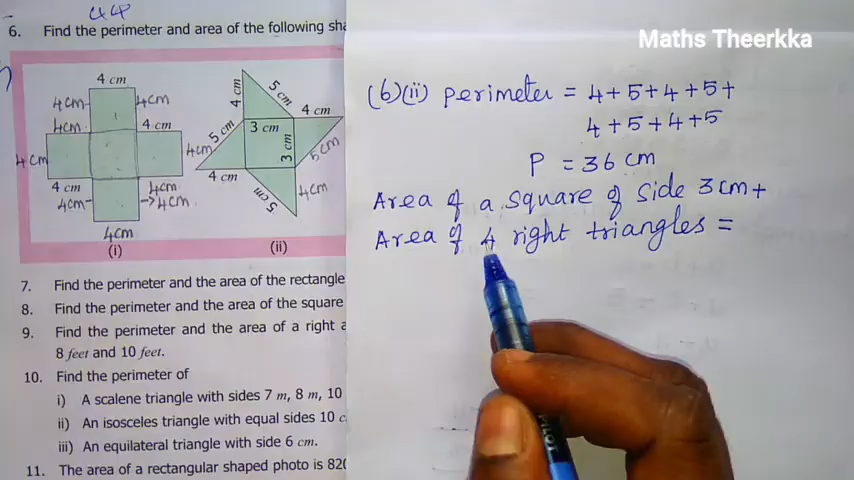 44
6. Find the perimeter and area of the following sha
4 cm
4cm
4cm
4cm
4 cm
4cm
4 cm
4cm
4cm
→4cm
4cm
(i)
4 cm
5 cm
4 cm
5 cm
3 cm
3 cm
4cm
5cm
4 cm
5cm
4cm
(ii)
7. Find the perimeter and the area of the rectangle
8. Find the perimeter and the area of the square
9. Find the perimeter and the area of a right a
8 feet and 10 feet.
10. Find the perimeter of
i) A scalene triangle with sides 7 m, 8 m, 10
ii) An isosceles triangle with equal sides 10 c
iii) An equilateral triangle with side 6 cm.
11. The area of a rectangular shaped photo is 820
Maths Theerkka
(6)(ii) perimeter = 4+5+4+5+
4+5+4+5
P = 36 cm
Area of a square of side 3cm+
Area of 4 right triangles =
PILOT